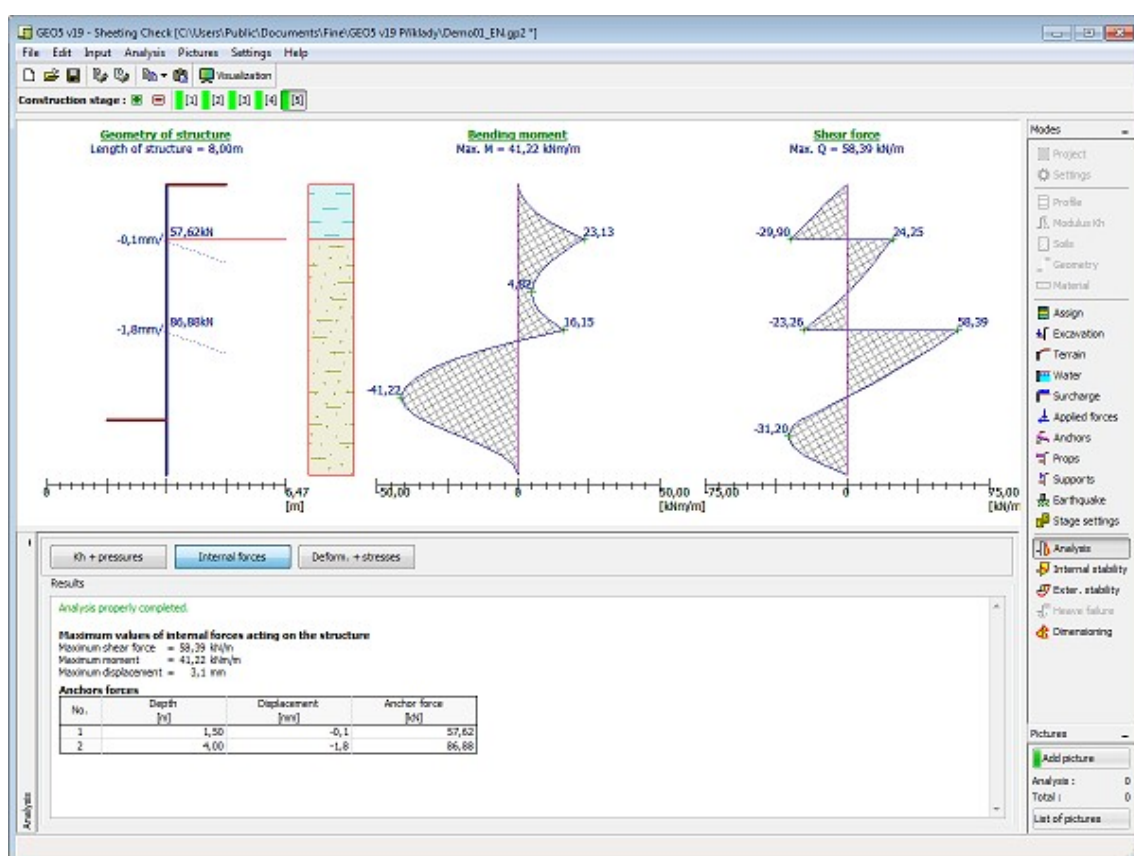 GEO5 v19 - Sheeting Check [C:\Users\Public\Documents\Fine\GEO5 v19 Příklady\Demo01_EN.gp2 *]
File Edit Input Analysis Pictures Settings Help
Visualization
Construction stage : [1] [2] [3] [4] [5]
Geometry of structure
Length of structure = 8,00m
-0,1mm/ 57,62kN
-1,8mm/ 86,88kN
0 6,47
[m]
Bending moment
Max. M = 41,22 kNm/m
23,13
4,82
16,15
-41,22
-50,00 0 50,00
[kNm/m]
Shear force
Max. Q = 58,39 kN/m
-29,90 24,25
-23,26 58,39
-31,20
-75,00 0 75,00
[kN/m
Modes
Project
Settings
Profile
Modulus Kh
Soils
Geometry
Material
Assign
Excavation
Terrain
Water
Surcharge
Applied forces
Anchors
Props
Supports
Earthquake
Stage settings
Analysis
Internal stability
Exter. stability
Heave failure
Dimensioning
Kh + pressures Internal forces Deform. + stresses
Results
Analysis properly completed.
Maximum values of internal forces acting on the structure
Maximum shear force = 58,39 kN/m
Maximum moment = 41,22 kNm/m
Maximum displacement = 3,1 mm
Anchors forces
No. Depth Displacement Anchor force
[m] [mm] [kN]
1 1,50 -0,1 57,62
2 4,00 -1,8 86,88
Analysis
Pictures
Add picture
Analysis : 0
Total : 0
List of pictures